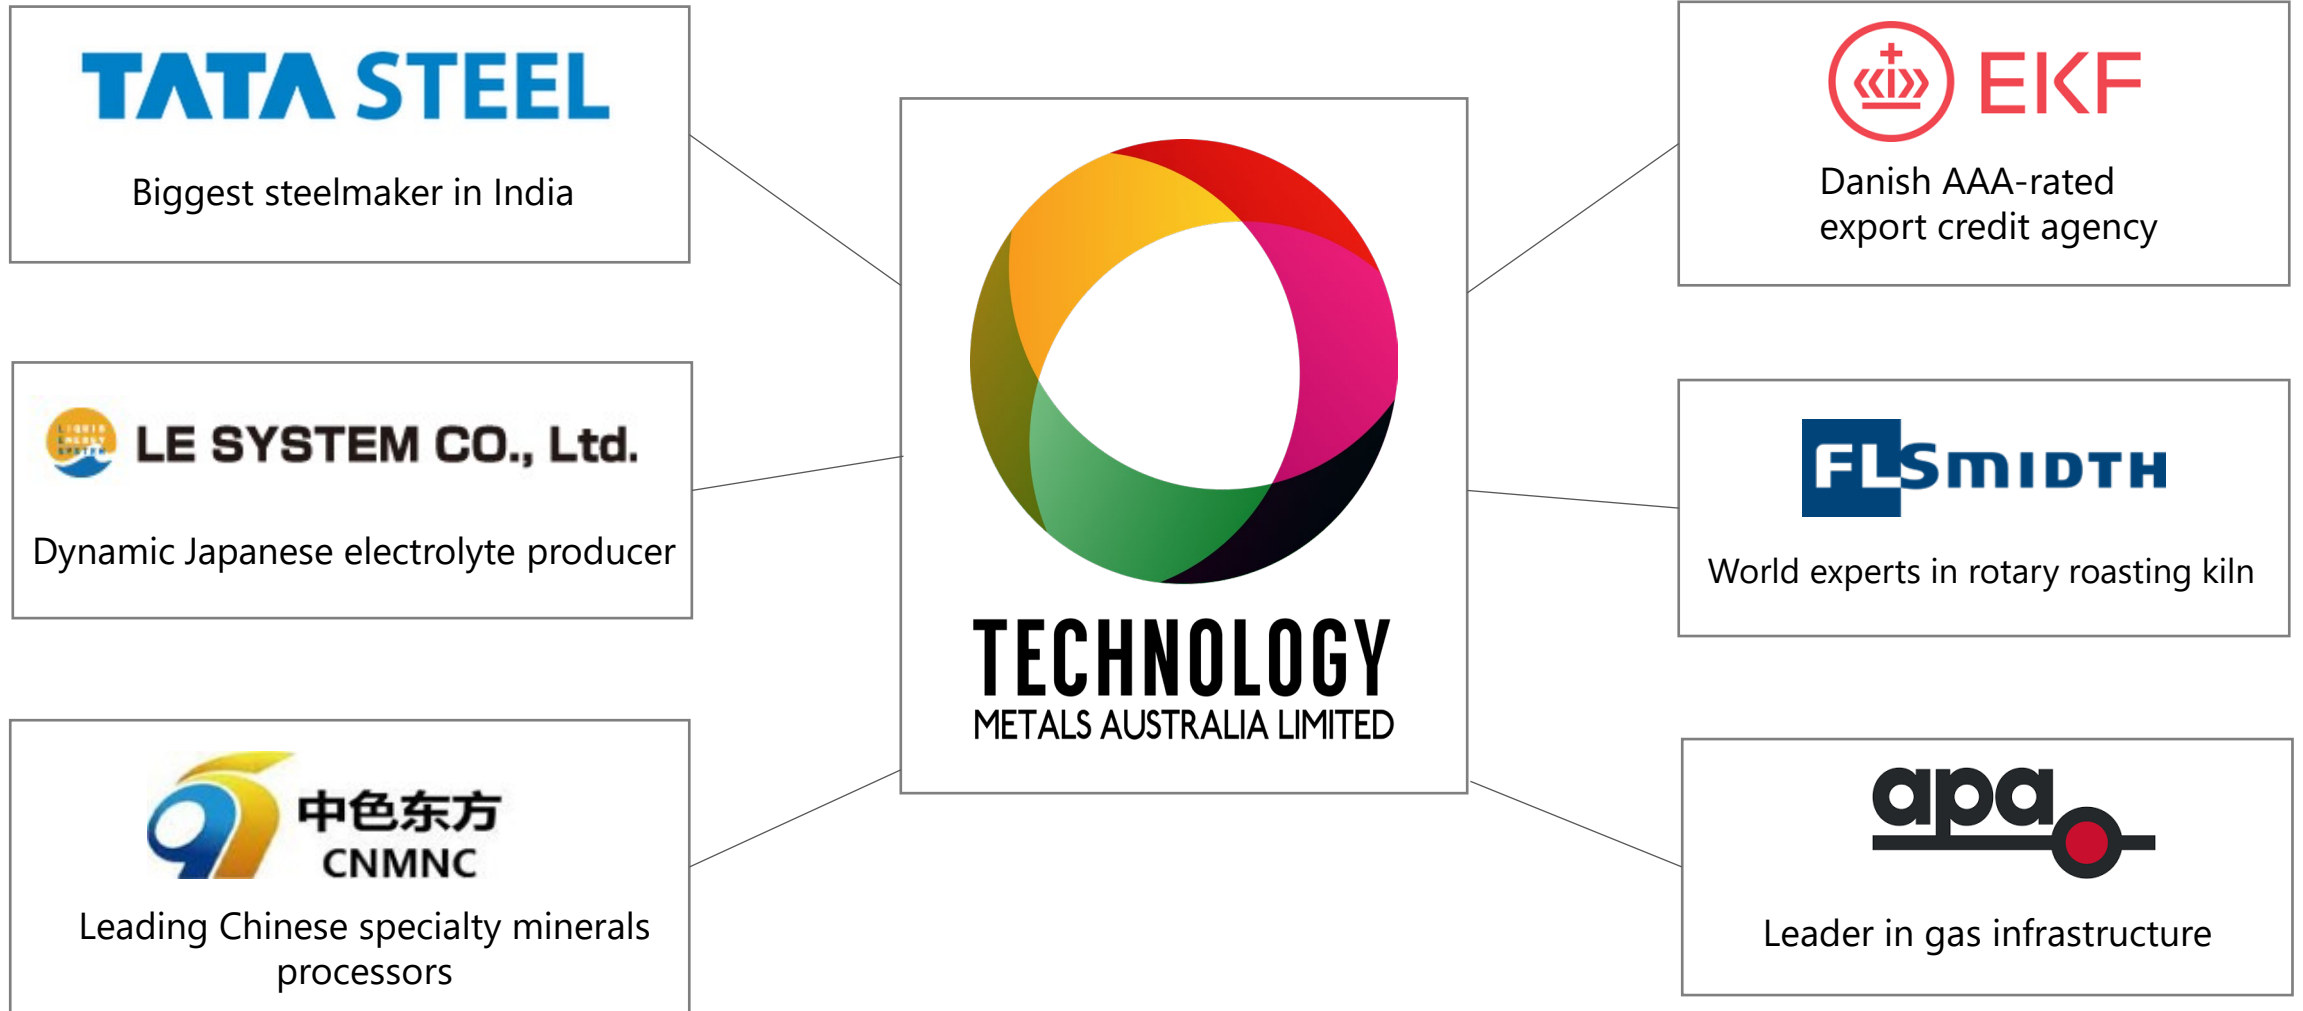 TATA STEEL
Biggest steelmaker in India
LE SYSTEM CO., Ltd.
Dynamic Japanese electrolyte producer
中色东方
CNMNC
Leading Chinese specialty minerals
processors
TECHNOLOGY
METALS AUSTRALIA LIMITED
EKF
Danish AAA-rated
export credit agency
FLSMIDTH
World experts in rotary roasting kiln
apa
Leader in gas infrastructure